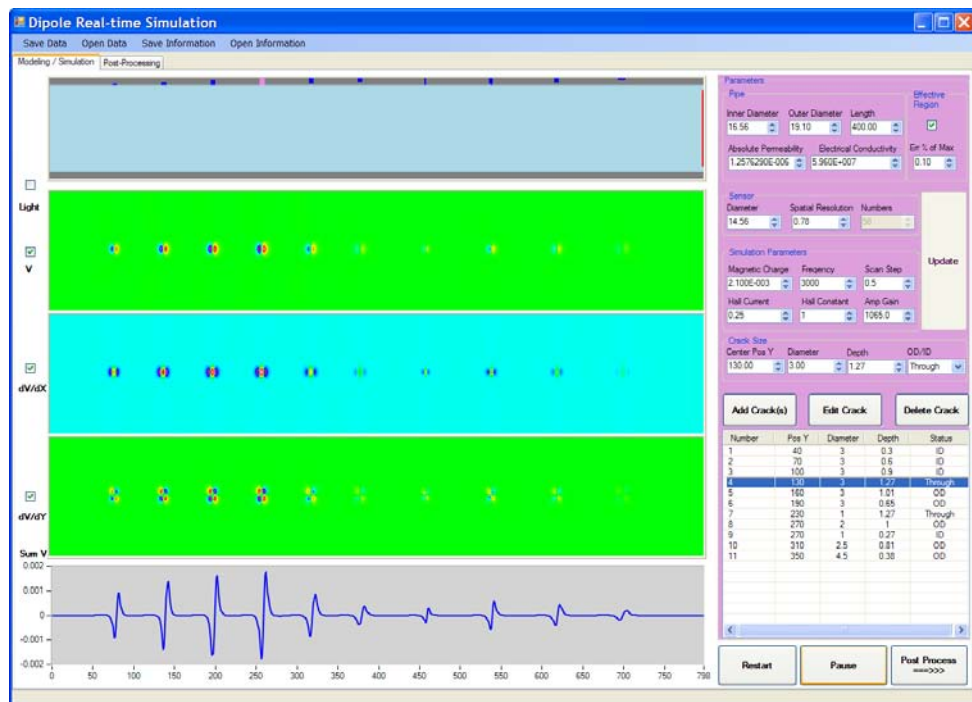 Dipole Real-time Simulation
Save Data Open Data Save Information Open Information
Modeling / Simulation Post-Processing
Light
V
dV/dX
dV/dY
Sum V
0.002
0.001
0
-0.001
-0.002
0 50 100 150 200 250 300 350 400 450 500 550 600 650 700 750 798
Parameters
Pipe
Inner Diameter Outer Diameter Length
16.56 19.10 400.00
Absolute Permeability Electrical Conductivity
1.2576290E-006 5.960E+007
Effective Region
Err % of Max
0.10
Sensor
Diameter Spatial Resolution Numbers
14.56 0.78
Update
Simulation Parameters
Magnetic Charge Freqency Scan Step
2.100E-003 3000 0.5
Hall Current Hall Constant Amp Gain
0.25 1 1065.0
Crack Size
Center Pos Y Diameter Depth OD/ID
130.00 3.00 1.27 Through
Add Crack(s) Edit Crack Delete Crack
Number Pos Y Diameter Depth Status
1 40 3 0.3 ID
2 70 3 0.6 ID
3 100 3 0.9 ID
4 130 3 1.27 Through
5 160 3 1.01 OD
6 190 3 0.65 OD
7 230 1 1.27 Through
8 270 2 1 OD
9 270 1 0.27 ID
10 310 2.5 0.81 OD
11 350 4.5 0.38 OD
Restart Pause Post Process
===>>>